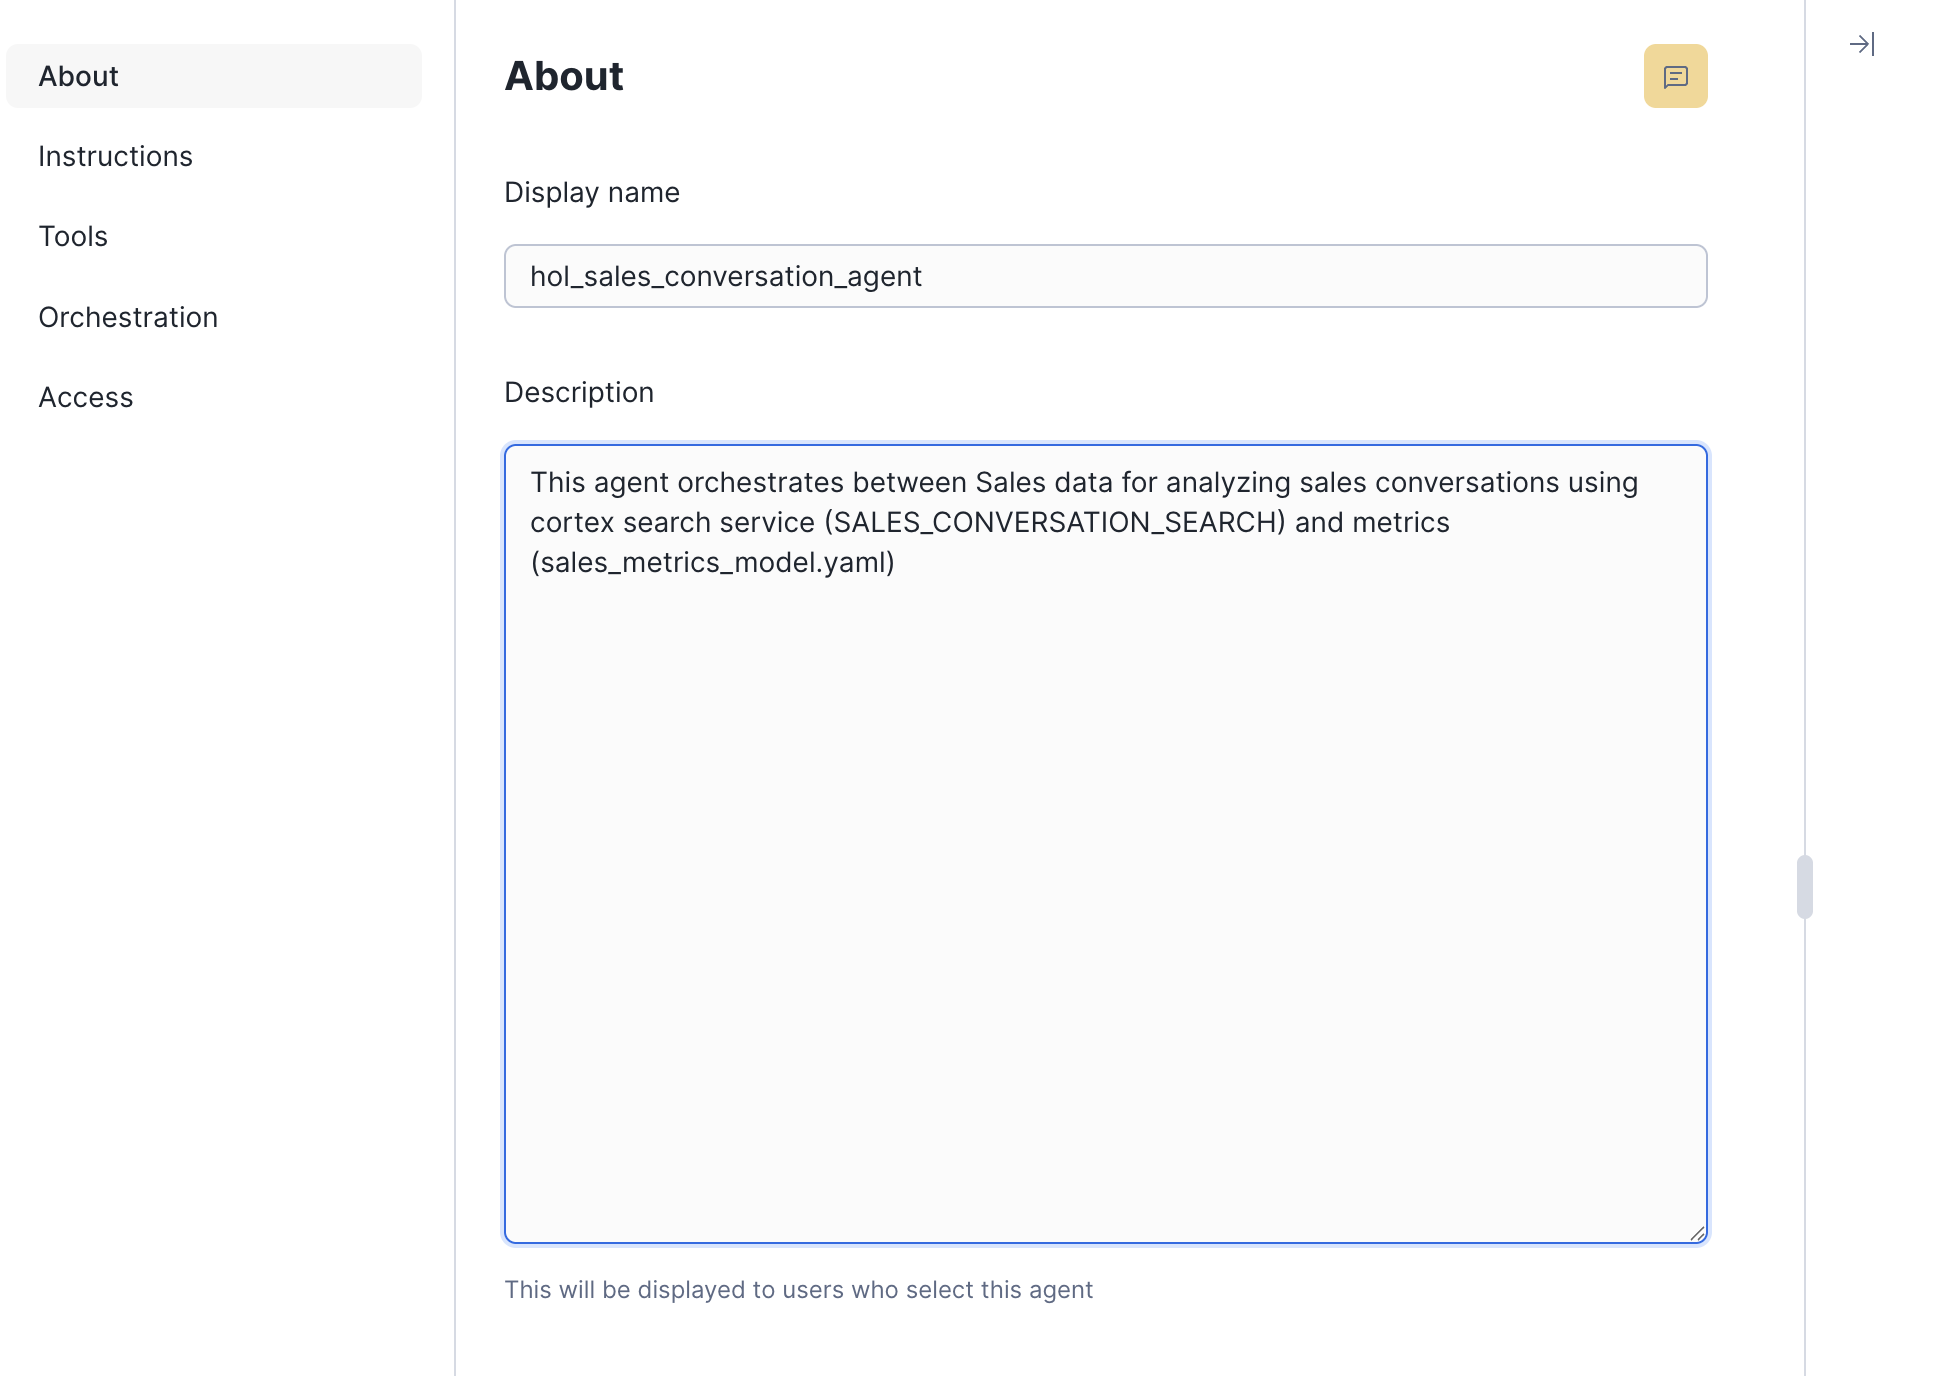 About
Instructions
Tools
Orchestration
Access
About
Display name
hol_sales_conversation_agent
Description
This agent orchestrates between Sales data for analyzing sales conversations using
cortex search service (SALES_CONVERSATION_SEARCH) and metrics
(sales_metrics_model.yaml)
This will be displayed to users who select this agent